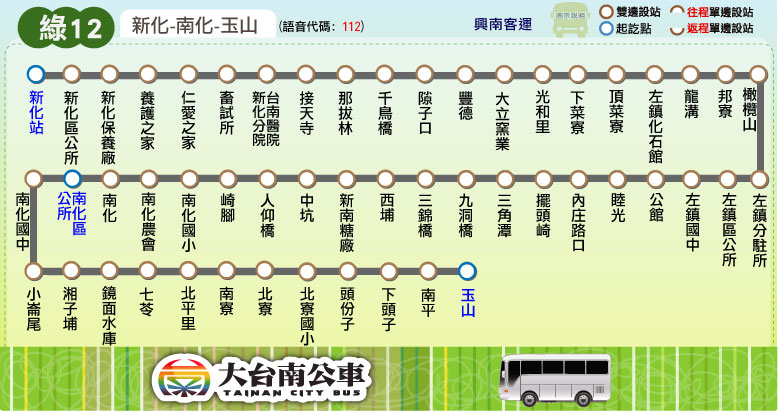 綠12
新化-南化-玉山
(語音代碼: 112)
興南客運
圖示說明
雙邊設站
起訖點
往程單邊設站
返程單邊設站
新化站
新化區公所
新化保養廠
養護之家
仁愛之家
畜試所
台南醫院
新化分院
接天寺
那拔林
千鳥橋
隙子口
豐德
大立窯業
光和里
下菜寮
頂菜寮
左鎮化石館
龍溝
邦寮
橄欖山
南化國中
南化區
公所
南化
南化農會
南化國小
崎腳
人仰橋
中坑
新南糖廠
西埔
三錦橋
九洞橋
三角潭
擺頭崎
內庄路口
睦光
公館
左鎮國中
左鎮區公所
左鎮分駐所
小崙尾
湘子埔
鏡面水庫
七苓
北平里
南寮
北寮
北寮國小
頭份子
下頭子
南平
玉山
大台南公車
TAINAN CITY BUS